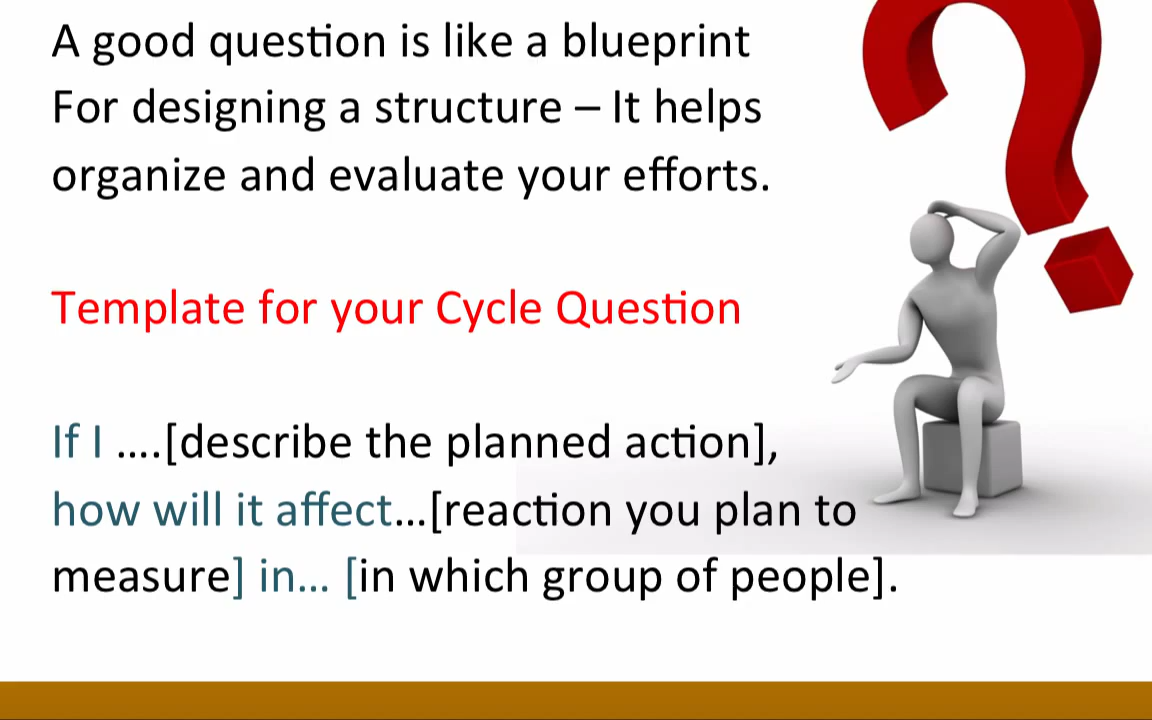 A good question is like a blueprint
For designing a structure – It helps
organize and evaluate your efforts.
Template for your Cycle Question
If I ....[describe the planned action],
how will it affect...[reaction you plan to
measure] in... [in which group of people].